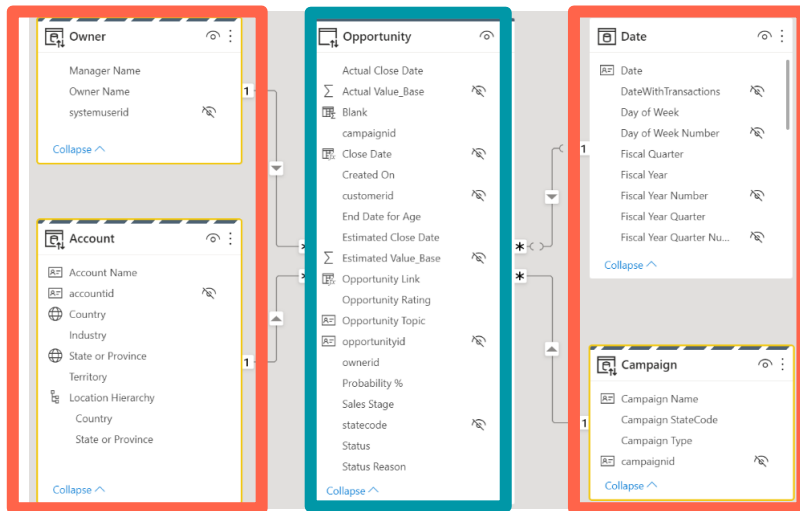 Owner
Manager Name
Owner Name
systemuserid
Collapse
1
Account
Account Name
accountid
Country
Industry
State or Province
Territory
Location Hierarchy
Country
State or Province
Collapse
1
Opportunity
Actual Close Date
Actual Value_Base
Blank
campaignid
Close Date
Created On
customerid
End Date for Age
Estimated Close Date
Estimated Value_Base
Opportunity Link
Opportunity Rating
Opportunity Topic
opportunityid
ownerid
Probability %
Sales Stage
statecode
Status
Status Reason
Collapse
*
*
Date
Date
DateWithTransactions
Day of Week
Day of Week Number
Fiscal Quarter
Fiscal Year
Fiscal Year Number
Fiscal Year Quarter
Fiscal Year Quarter Nu...
Collapse
1
Campaign
Campaign Name
Campaign StateCode
Campaign Type
campaignid
Collapse
1